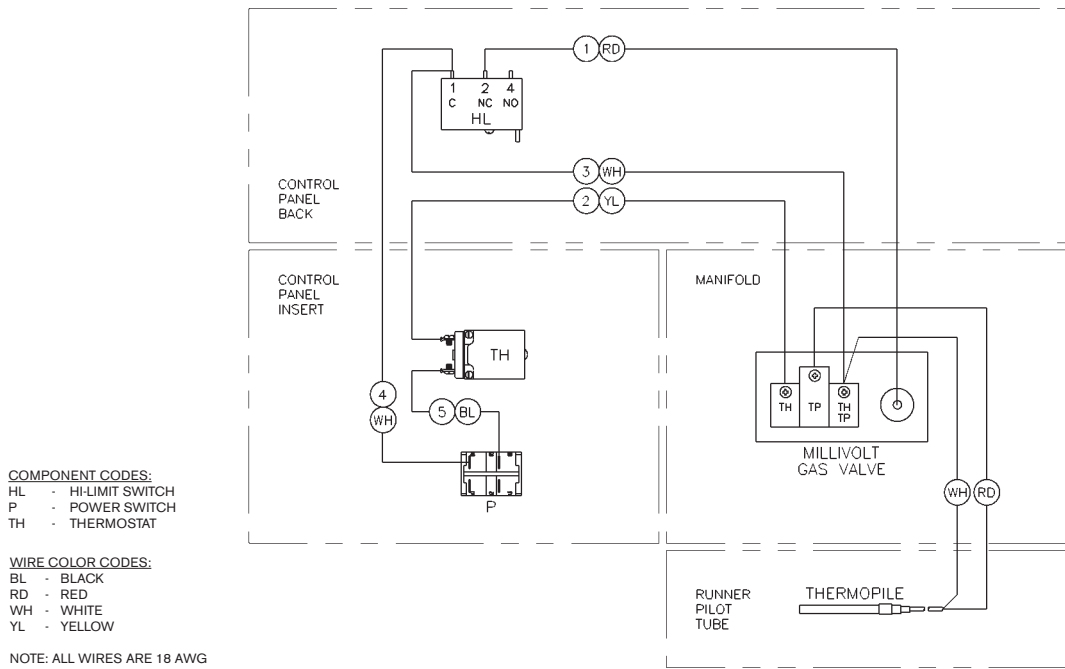 1 RD
1 2 4
C NC NO
HL
3 WH
2 YL
CONTROL
PANEL
BACK
CONTROL
PANEL
INSERT
MANIFOLD
TH
TH TP TH
TP
4
WH
5 BL
MILLIVOLT
GAS VALVE
P
WH RD
COMPONENT CODES:
HL - HI-LIMIT SWITCH
P - POWER SWITCH
TH - THERMOSTAT
WIRE COLOR CODES:
BL - BLACK
RD - RED
WH - WHITE
YL - YELLOW
NOTE: ALL WIRES ARE 18 AWG
RUNNER
PILOT
TUBE
THERMOPILE